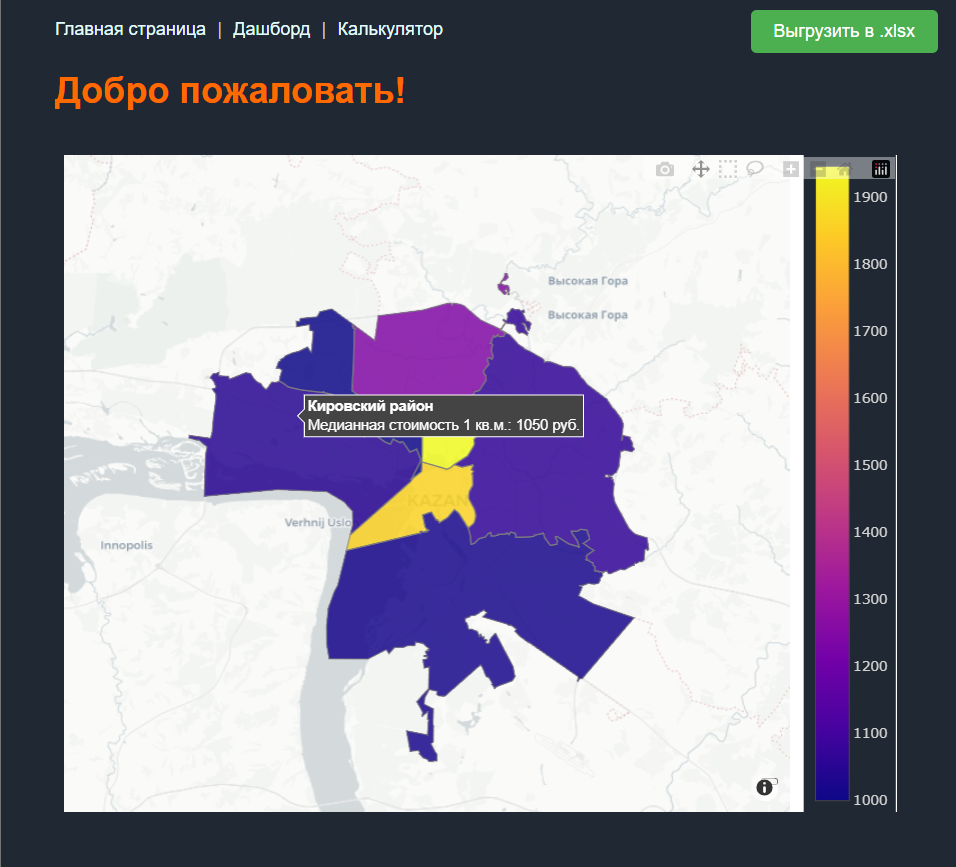 Главная страница | Дашборд | Калькулятор
Выгрузить в .xlsx
Добро пожаловать!
1900
Высокая Гора
1800
Высокая Гора
1700
1600
Кировский район
Медианная стоимость 1 кв.м.: 1050 руб.
1500
KAZAN
1400
Verhnij Uslo
Innopolis
1300
1200
1100
1000